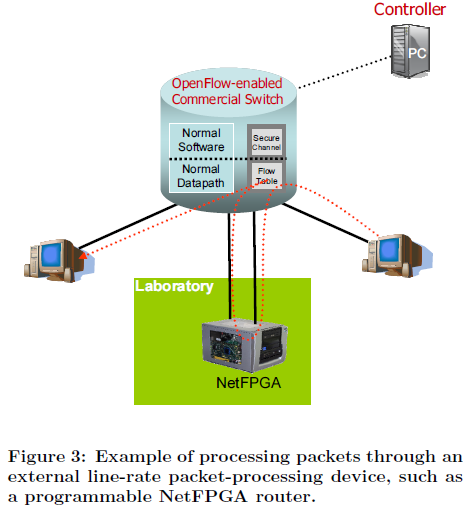 Controller
PC
OpenFlow-enabled
Commercial Switch
Normal
Software
Secure
Channel
Normal
Datapath
Flow
Table
Laboratory
NetFPGA
Figure 3: Example of processing packets through an
external line-rate packet-processing device, such as
a programmable NetFPGA router.